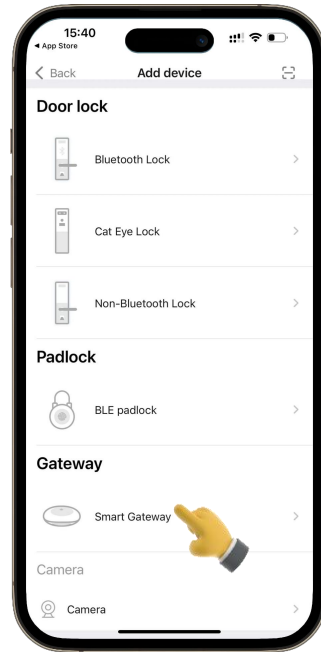 15:40
◀ App Store
Back
Add device
Door lock
Bluetooth Lock
Cat Eye Lock
Non-Bluetooth Lock
Padlock
BLE padlock
Gateway
Smart Gateway
Camera
Camera